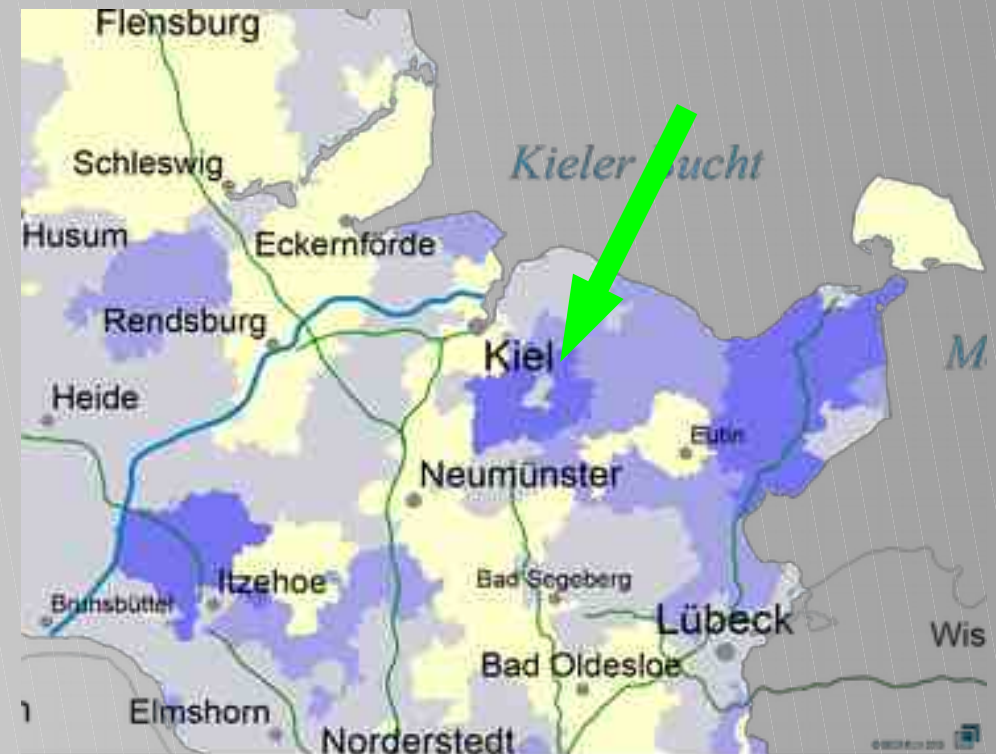 Flensburg
Schleswig
Kieler Bucht
Husum
Eckernförde
Rendsburg
Kiel
M
Heide
Eutin
Neumünster
Itzehoe
Bad Segeberg
Brunsbüttel
Lübeck
Wis
Bad Oldesloe
n
Elmshorn
Norderstedt